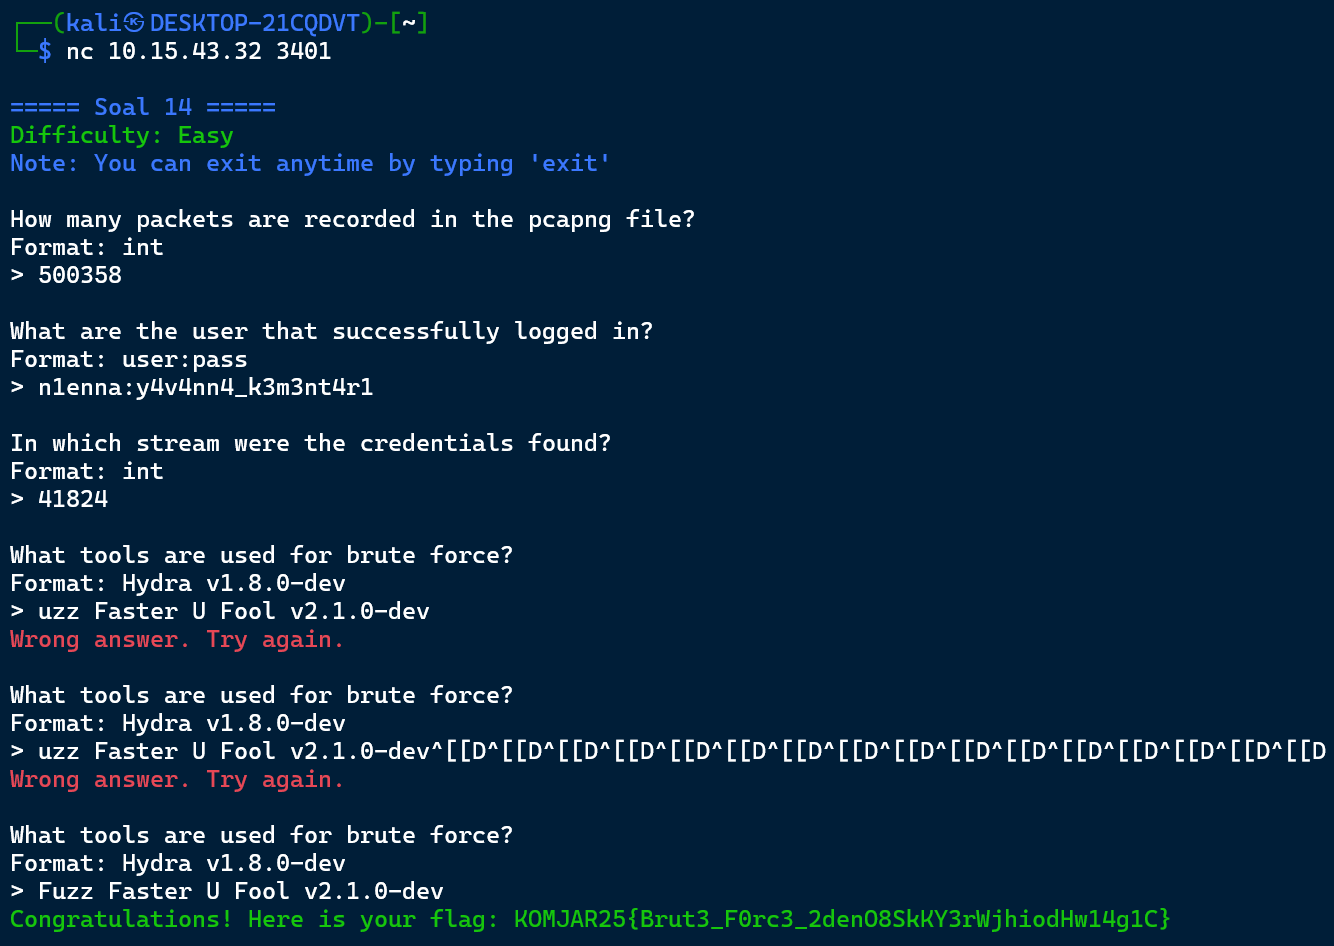 ┌──(kali㉿DESKTOP-21CQDVT)-[~]
└─$ nc 10.15.43.32 3401
===== Soal 14 =====
Difficulty: Easy
Note: You can exit anytime by typing 'exit'
How many packets are recorded in the pcapng file?
Format: int
> 500358
What are the user that successfully logged in?
Format: user:pass
> n1enna:y4v4nn4_k3m3nt4r1
In which stream were the credentials found?
Format: int
> 41824
What tools are used for brute force?
Format: Hydra v1.8.0-dev
> uzz Faster U Fool v2.1.0-dev
Wrong answer. Try again.
What tools are used for brute force?
Format: Hydra v1.8.0-dev
> uzz Faster U Fool v2.1.0-dev^[[D^[[D^[[D^[[D^[[D^[[D^[[D^[[D^[[D^[[D^[[D^[[D^[[D^[[D^[[D^[[D
Wrong answer. Try again.
What tools are used for brute force?
Format: Hydra v1.8.0-dev
> Fuzz Faster U Fool v2.1.0-dev
Congratulations! Here is your flag: KOMJAR25{Brut3_F0rc3_2denO8SkKY3rWjhiodHw14g1C}